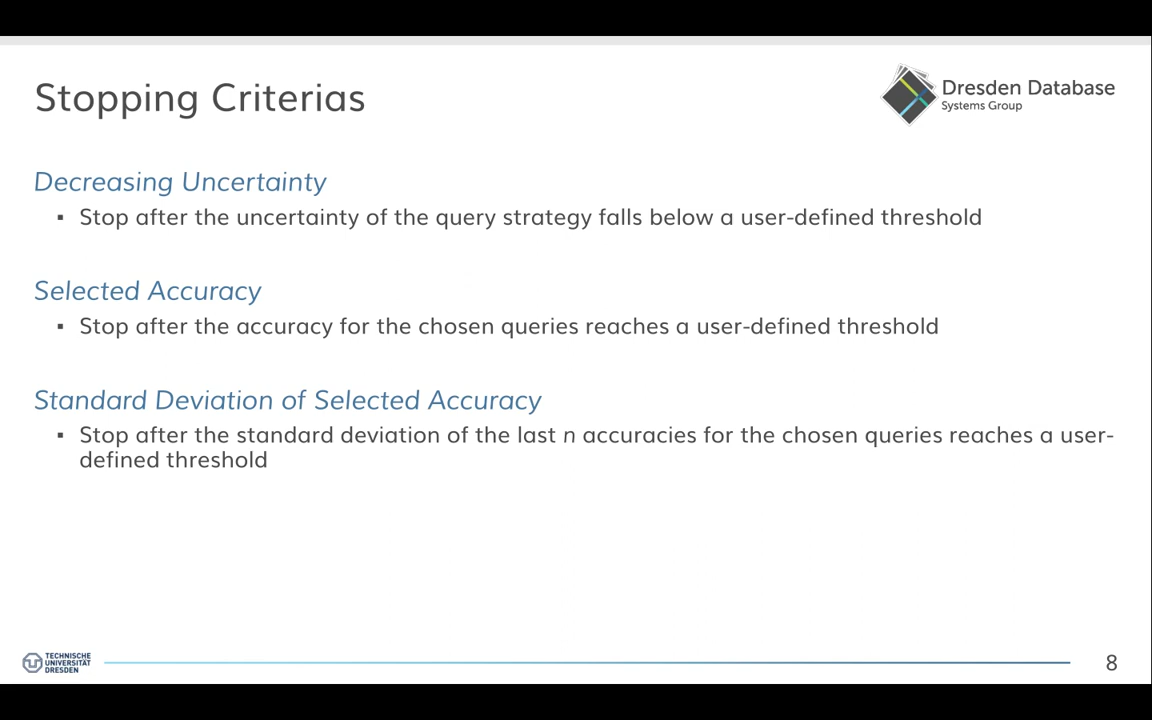 Stopping Criterias
Dresden Database
Systems Group
Decreasing Uncertainty
▪ Stop after the uncertainty of the query strategy falls below a user-defined threshold
Selected Accuracy
▪ Stop after the accuracy for the chosen queries reaches a user-defined threshold
Standard Deviation of Selected Accuracy
▪ Stop after the standard deviation of the last n accuracies for the chosen queries reaches a user-
defined threshold
TECHNISCHE
UNIVERSITÄT
DRESDEN
8